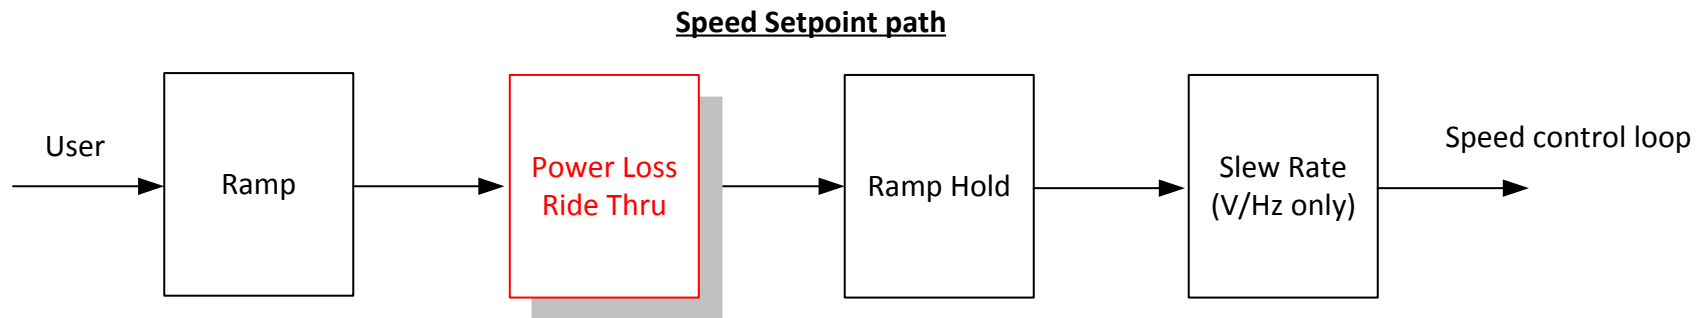 Speed Setpoint path
User
Ramp
Power Loss
Ride Thru
Ramp Hold
Slew Rate
(V/Hz only)
Speed control loop